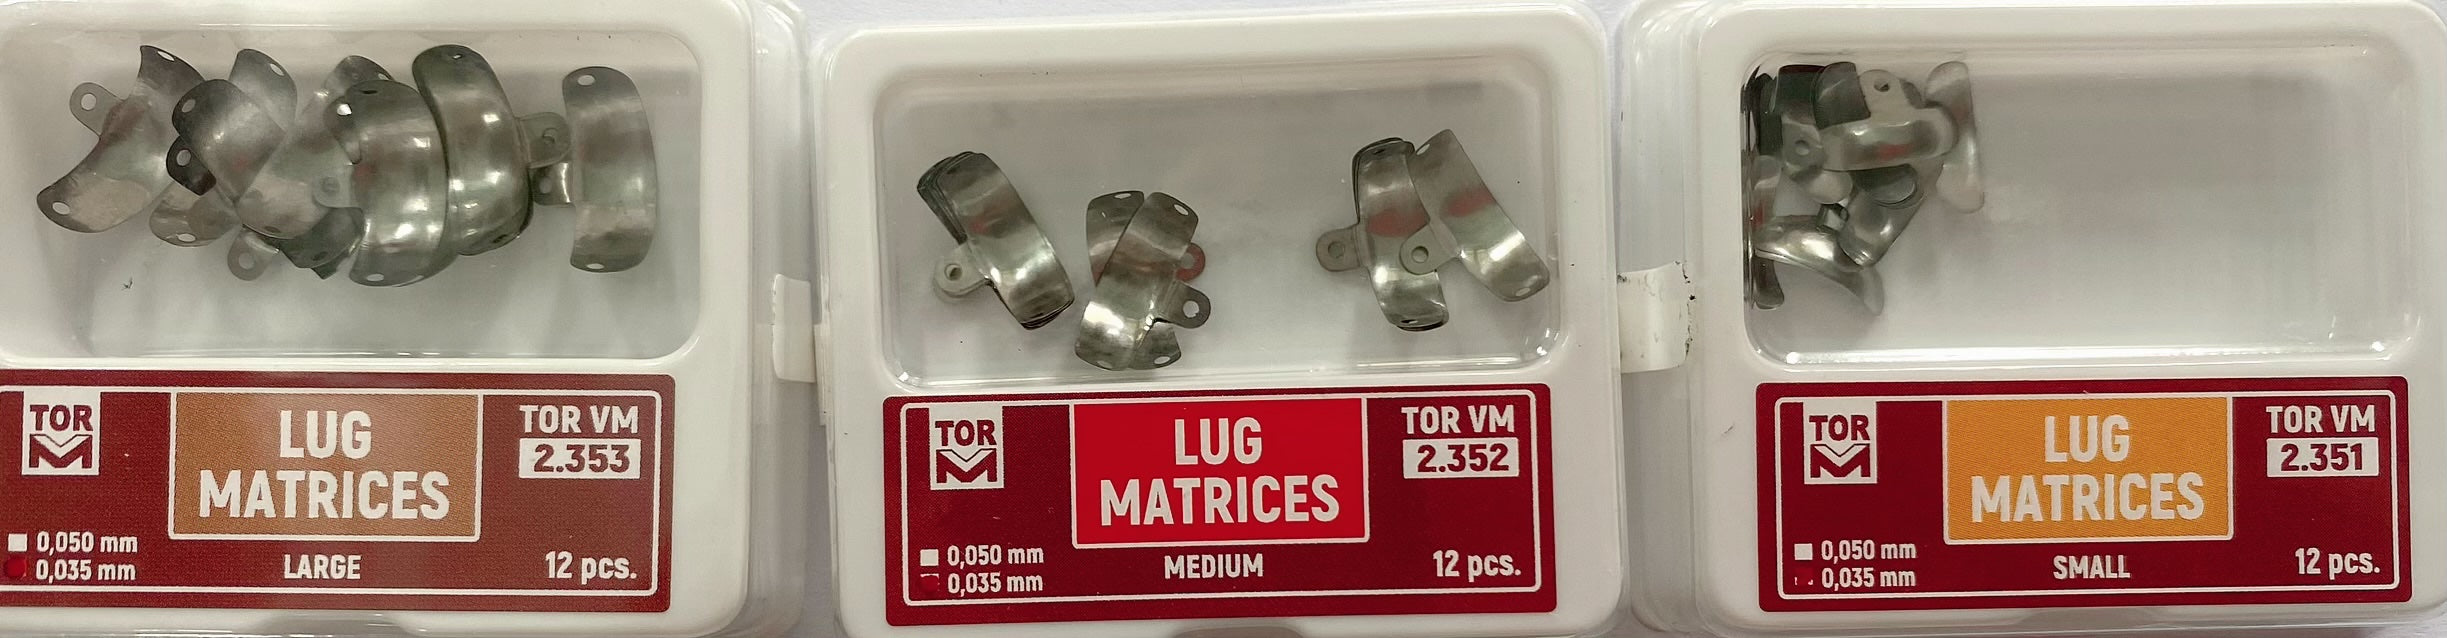 TOR
M
LUG
MATRICES
TOR VM
2.353
0,050 mm
0,035 mm
LARGE
12 pcs.
TOR
M
LUG
MATRICES
TOR VM
2.352
0,050 mm
0,035 mm
MEDIUM
12 pcs.
TOR
M
LUG
MATRICES
TOR VM
2.351
0,050 mm
0,035 mm
SMALL
12 pcs.